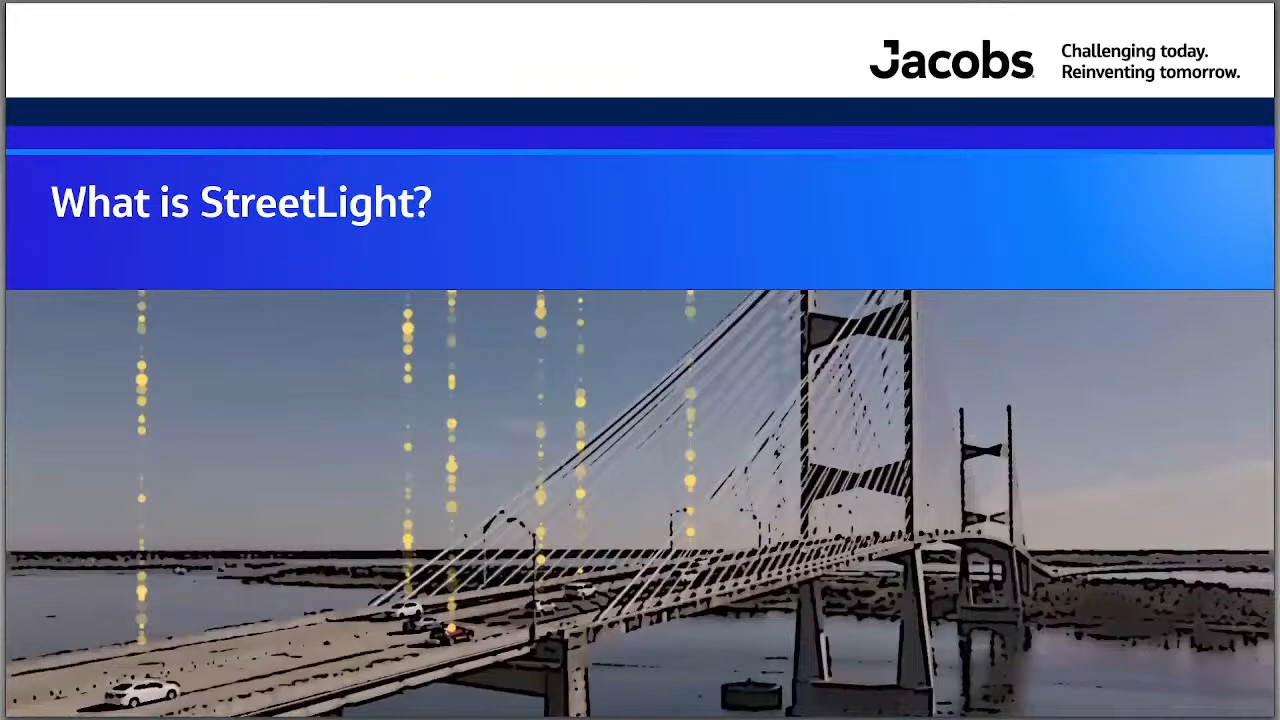 Jacobs
Challenging today.
Reinventing tomorrow.
What is StreetLight?